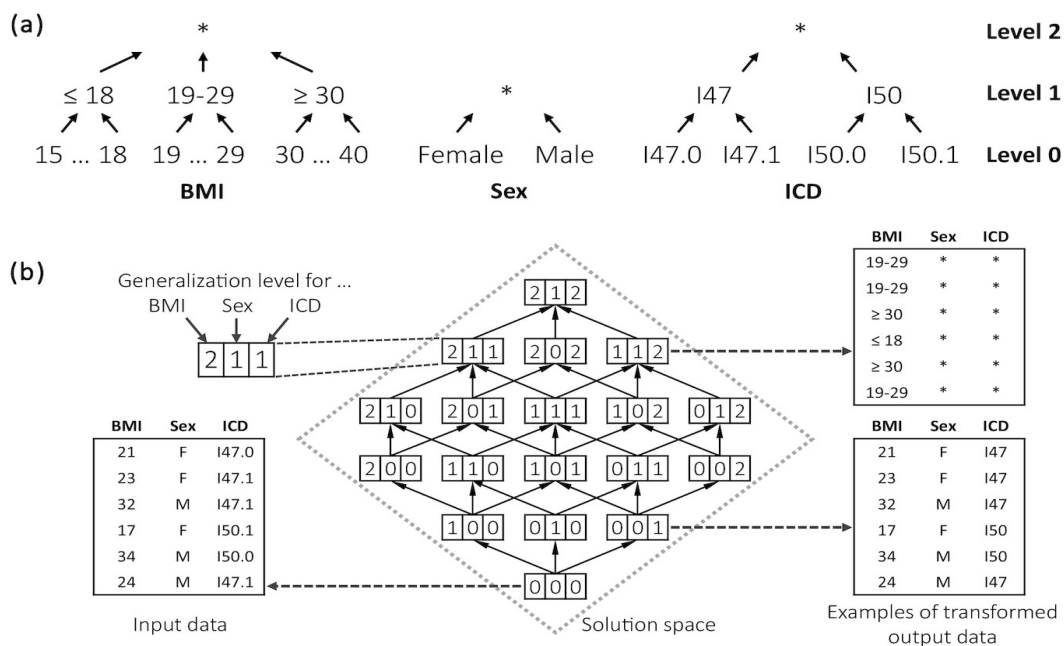 (a)
* * Level 2
≤ 18 19-29 ≥ 30 * I47 I50 Level 1
15 ... 18 19 ... 29 30 ... 40 Female Male I47.0 I47.1 I50.0 I50.1 Level 0
BMI Sex ICD
(b)
Generalization level for ...
BMI Sex ICD
2 1 1
BMI Sex ICD
21 F I47.0
23 F I47.1
32 M I47.1
17 F I50.1
34 M I50.0
24 M I47.1
Input data
2 1 2
2 1 1 2 0 2 1 1 2
2 1 0 2 0 1 1 1 1 1 0 2 0 1 2
2 0 0 1 1 0 1 0 1 0 1 1 0 0 2
1 0 0 0 1 0 0 0 1
0 0 0
Solution space
BMI Sex ICD
19-29 * *
19-29 * *
≥ 30 * *
≤ 18 * *
≥ 30 * *
19-29 * *
BMI Sex ICD
21 F I47
23 F I47
32 M I47
17 F I50
34 M I50
24 M I47
Examples of transformed
output data